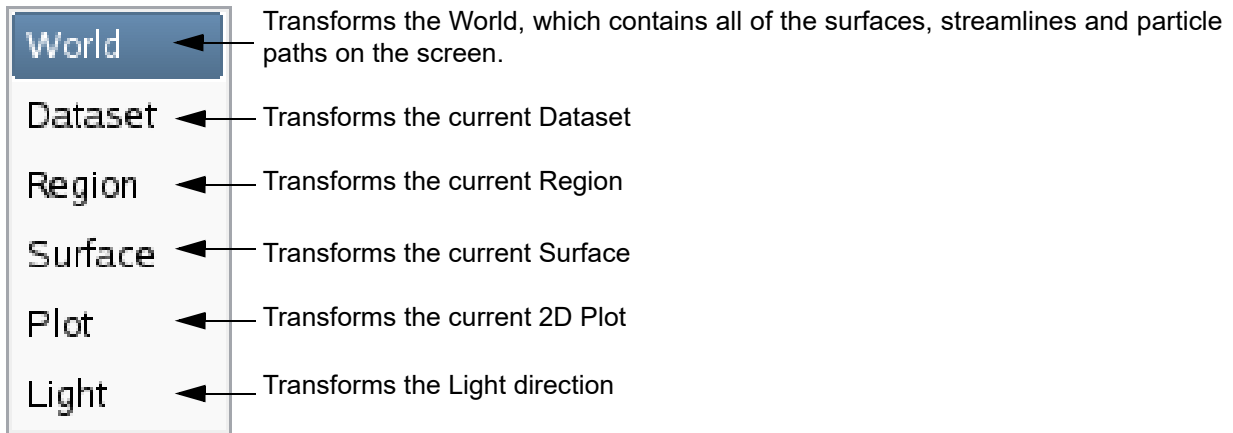 World
Transforms the World, which contains all of the surfaces, streamlines and particle
paths on the screen.
Dataset
Transforms the current Dataset
Region
Transforms the current Region
Surface
Transforms the current Surface
Plot
Transforms the current 2D Plot
Light
Transforms the Light direction